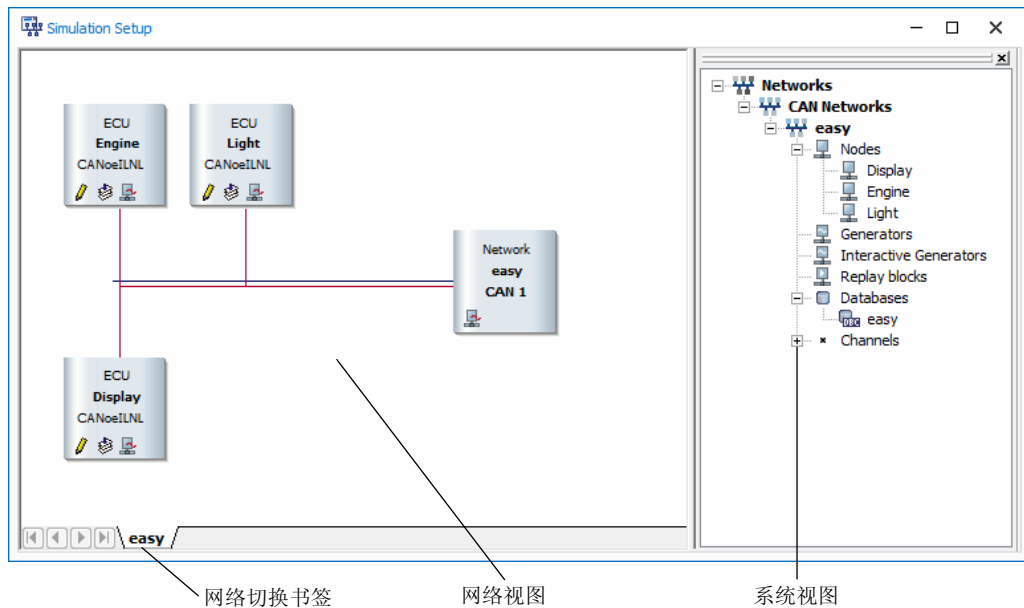 Simulation Setup
ECU
Engine
CANoeILNL
ECU
Light
CANoeILNL
Network
easy
CAN 1
ECU
Display
CANoeILNL
easy
Networks
CAN Networks
easy
Nodes
Display
Engine
Light
Generators
Interactive Generators
Replay blocks
Databases
DBC
easy
Channels
网络切换书签
网络视图
系统视图